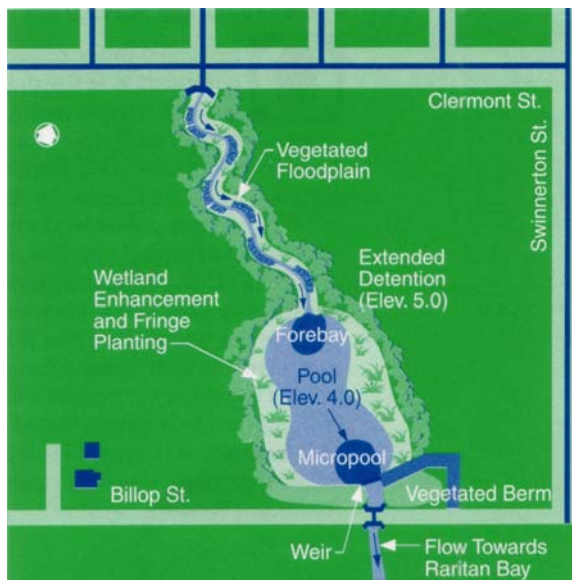 Clermont St.
Swinnerton St.
Vegetated
Floodplain
Extended
Detention
(Elev. 5.0)
Wetland
Enhancement
and Fringe
Planting
Forebay
Pool
(Elev. 4.0)
Micropool
Billop St.
Vegetated Berm
Weir
Flow Towards
Raritan Bay